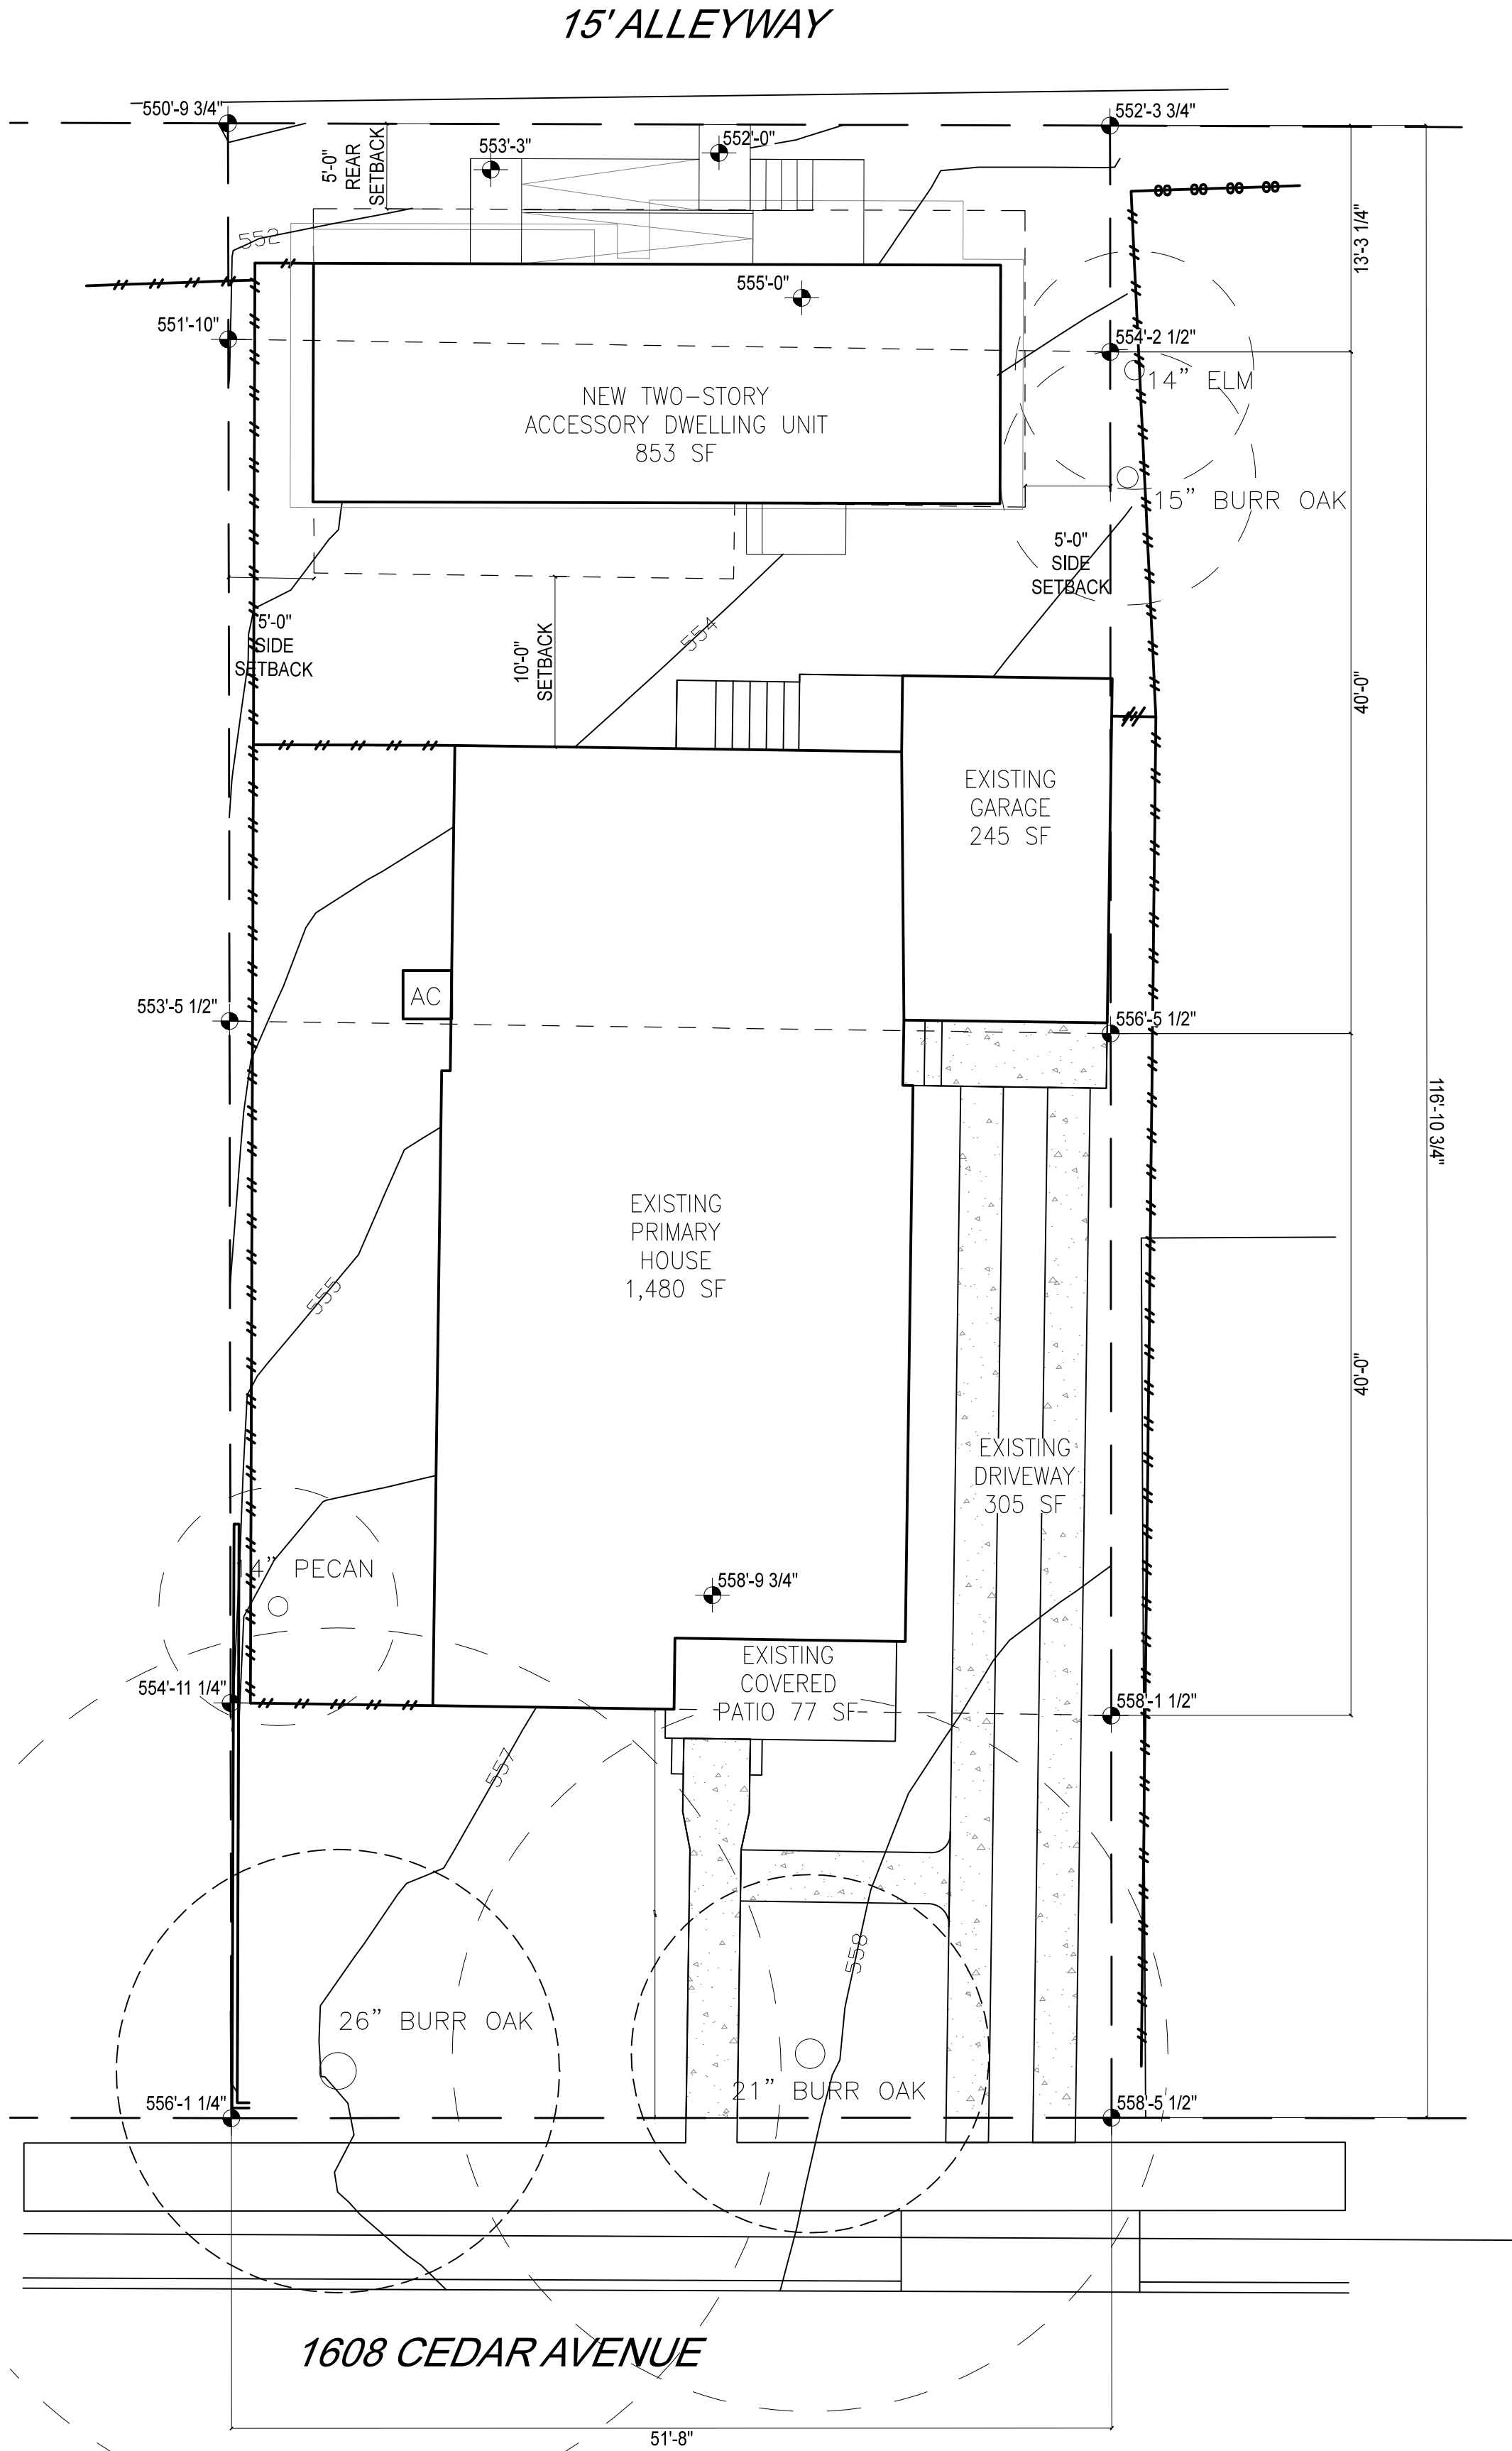 15' ALLEYWAY
550'-9 3/4"
552'-3 3/4"
553'-3"
552'-0"
5'-0"
REAR
SETBACK
552
13'-3 1/4"
555'-0"
551'-10"
554'-2 1/2"
14” ELM
NEW TWO-STORY
ACCESSORY DWELLING UNIT
853 SF
15” BURR OAK
5'-0"
SIDE
SETBACK
5'-0"
SIDE
SETBACK
10'-0"
SETBACK
554
40'-0"
EXISTING
GARAGE
245 SF
AC
553'-5 1/2"
556'-5 1/2"
116'-10 3/4"
EXISTING
PRIMARY
HOUSE
1,480 SF
555
40'-0"
EXISTING
DRIVEWAY
305 SF
14” PECAN
558'-9 3/4"
EXISTING
COVERED
PATIO 77 SF
554'-11 1/4"
558'-1 1/2"
557
558
26” BURR OAK
21” BURR OAK
556'-1 1/4"
558'-5 1/2"
1608 CEDAR AVENUE
51'-8"